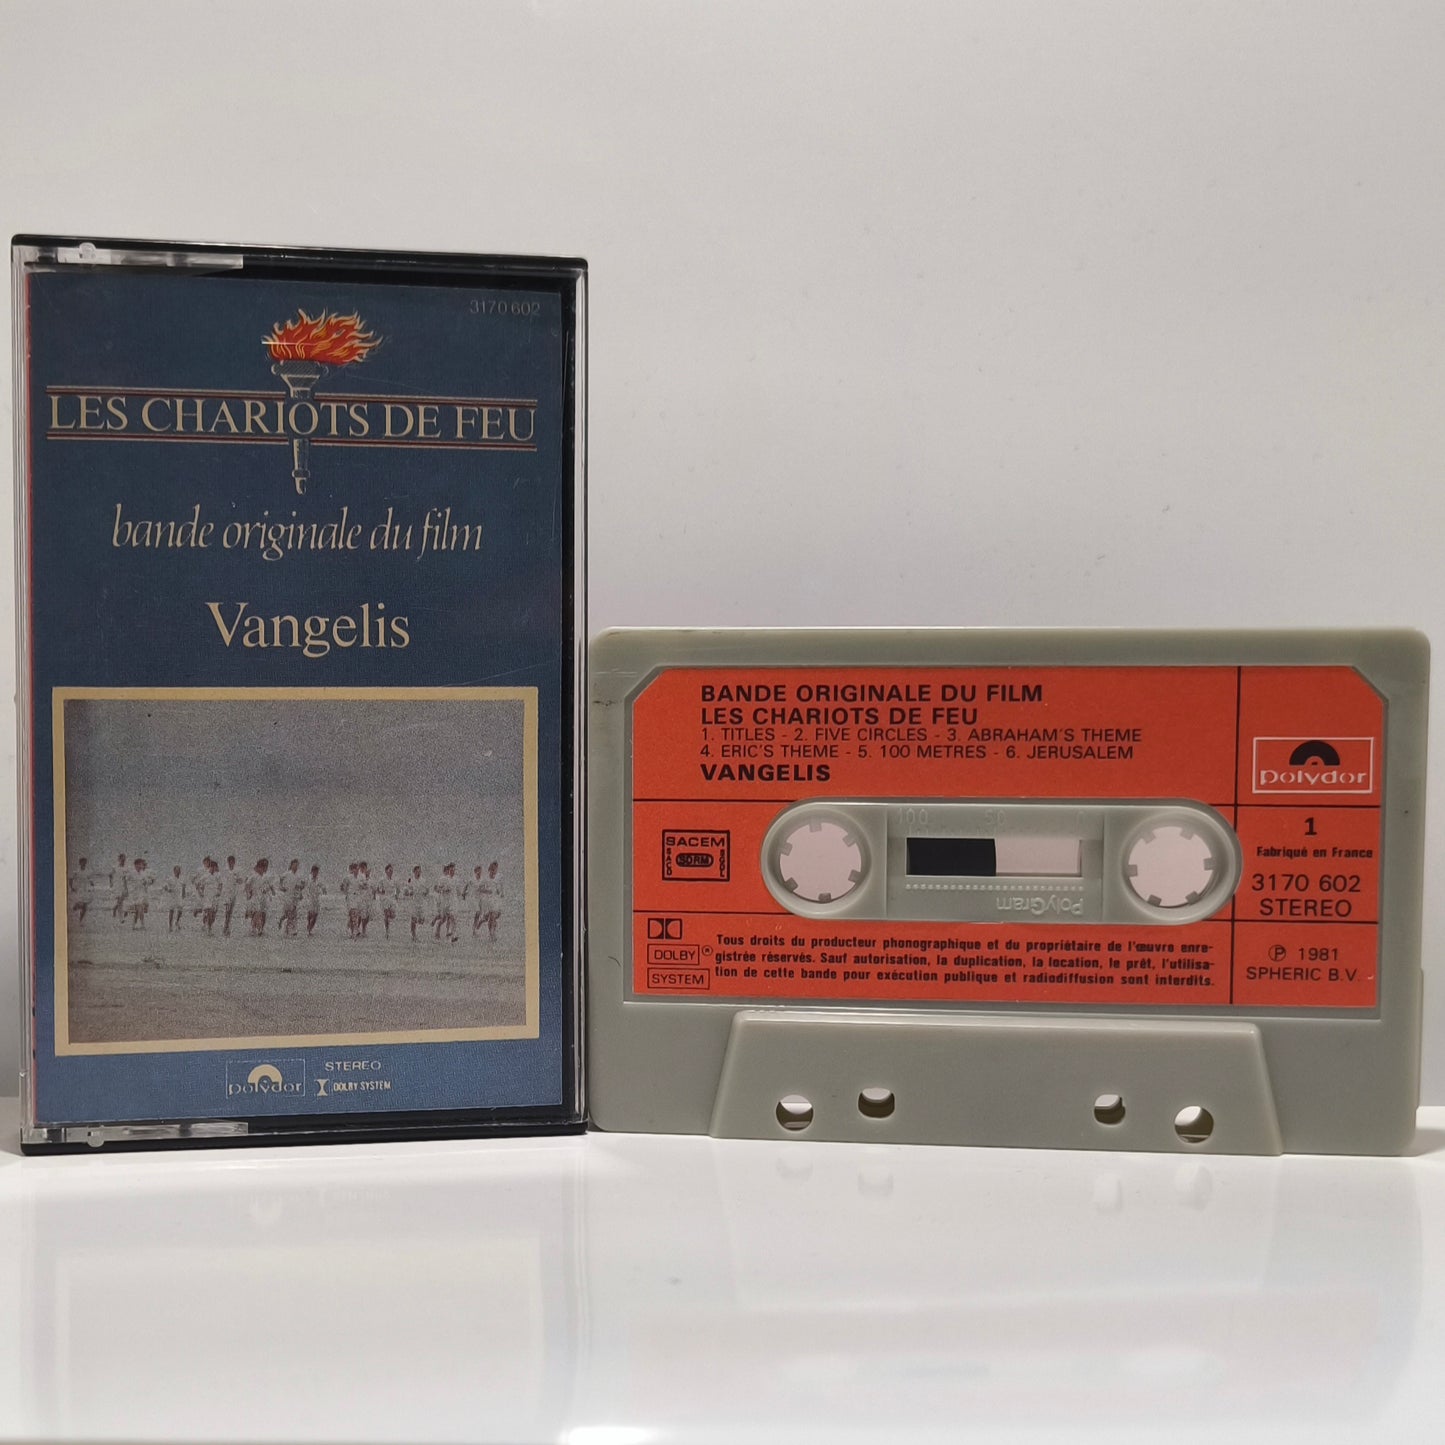 3170 602
LES CHARIOTS DE FEU
bande originale du film
Vangelis
polydor
STEREO
DOLBY SYSTEM
BANDE ORIGINALE DU FILM
LES CHARIOTS DE FEU
1. TITLES - 2. FIVE CIRCLES - 3. ABRAHAM'S THEME
4. ERIC'S THEME - 5. 100 METRES - 6. JERUSALEM
VANGELIS
polydor
SACEM
SACD
SDRM
SGDL
100 50 0
PolyGram
1
Fabriqué en France
3170 602
STEREO
DOLBY ®
SYSTEM
Tous droits du producteur phonographique et du propriétaire de l'œuvre enre-
gistrée réservés. Sauf autorisation, la duplication, la location, le prêt, l'utilisa-
tion de cette bande pour exécution publique et radiodiffusion sont interdits.
℗ 1981
SPHERIC B.V.